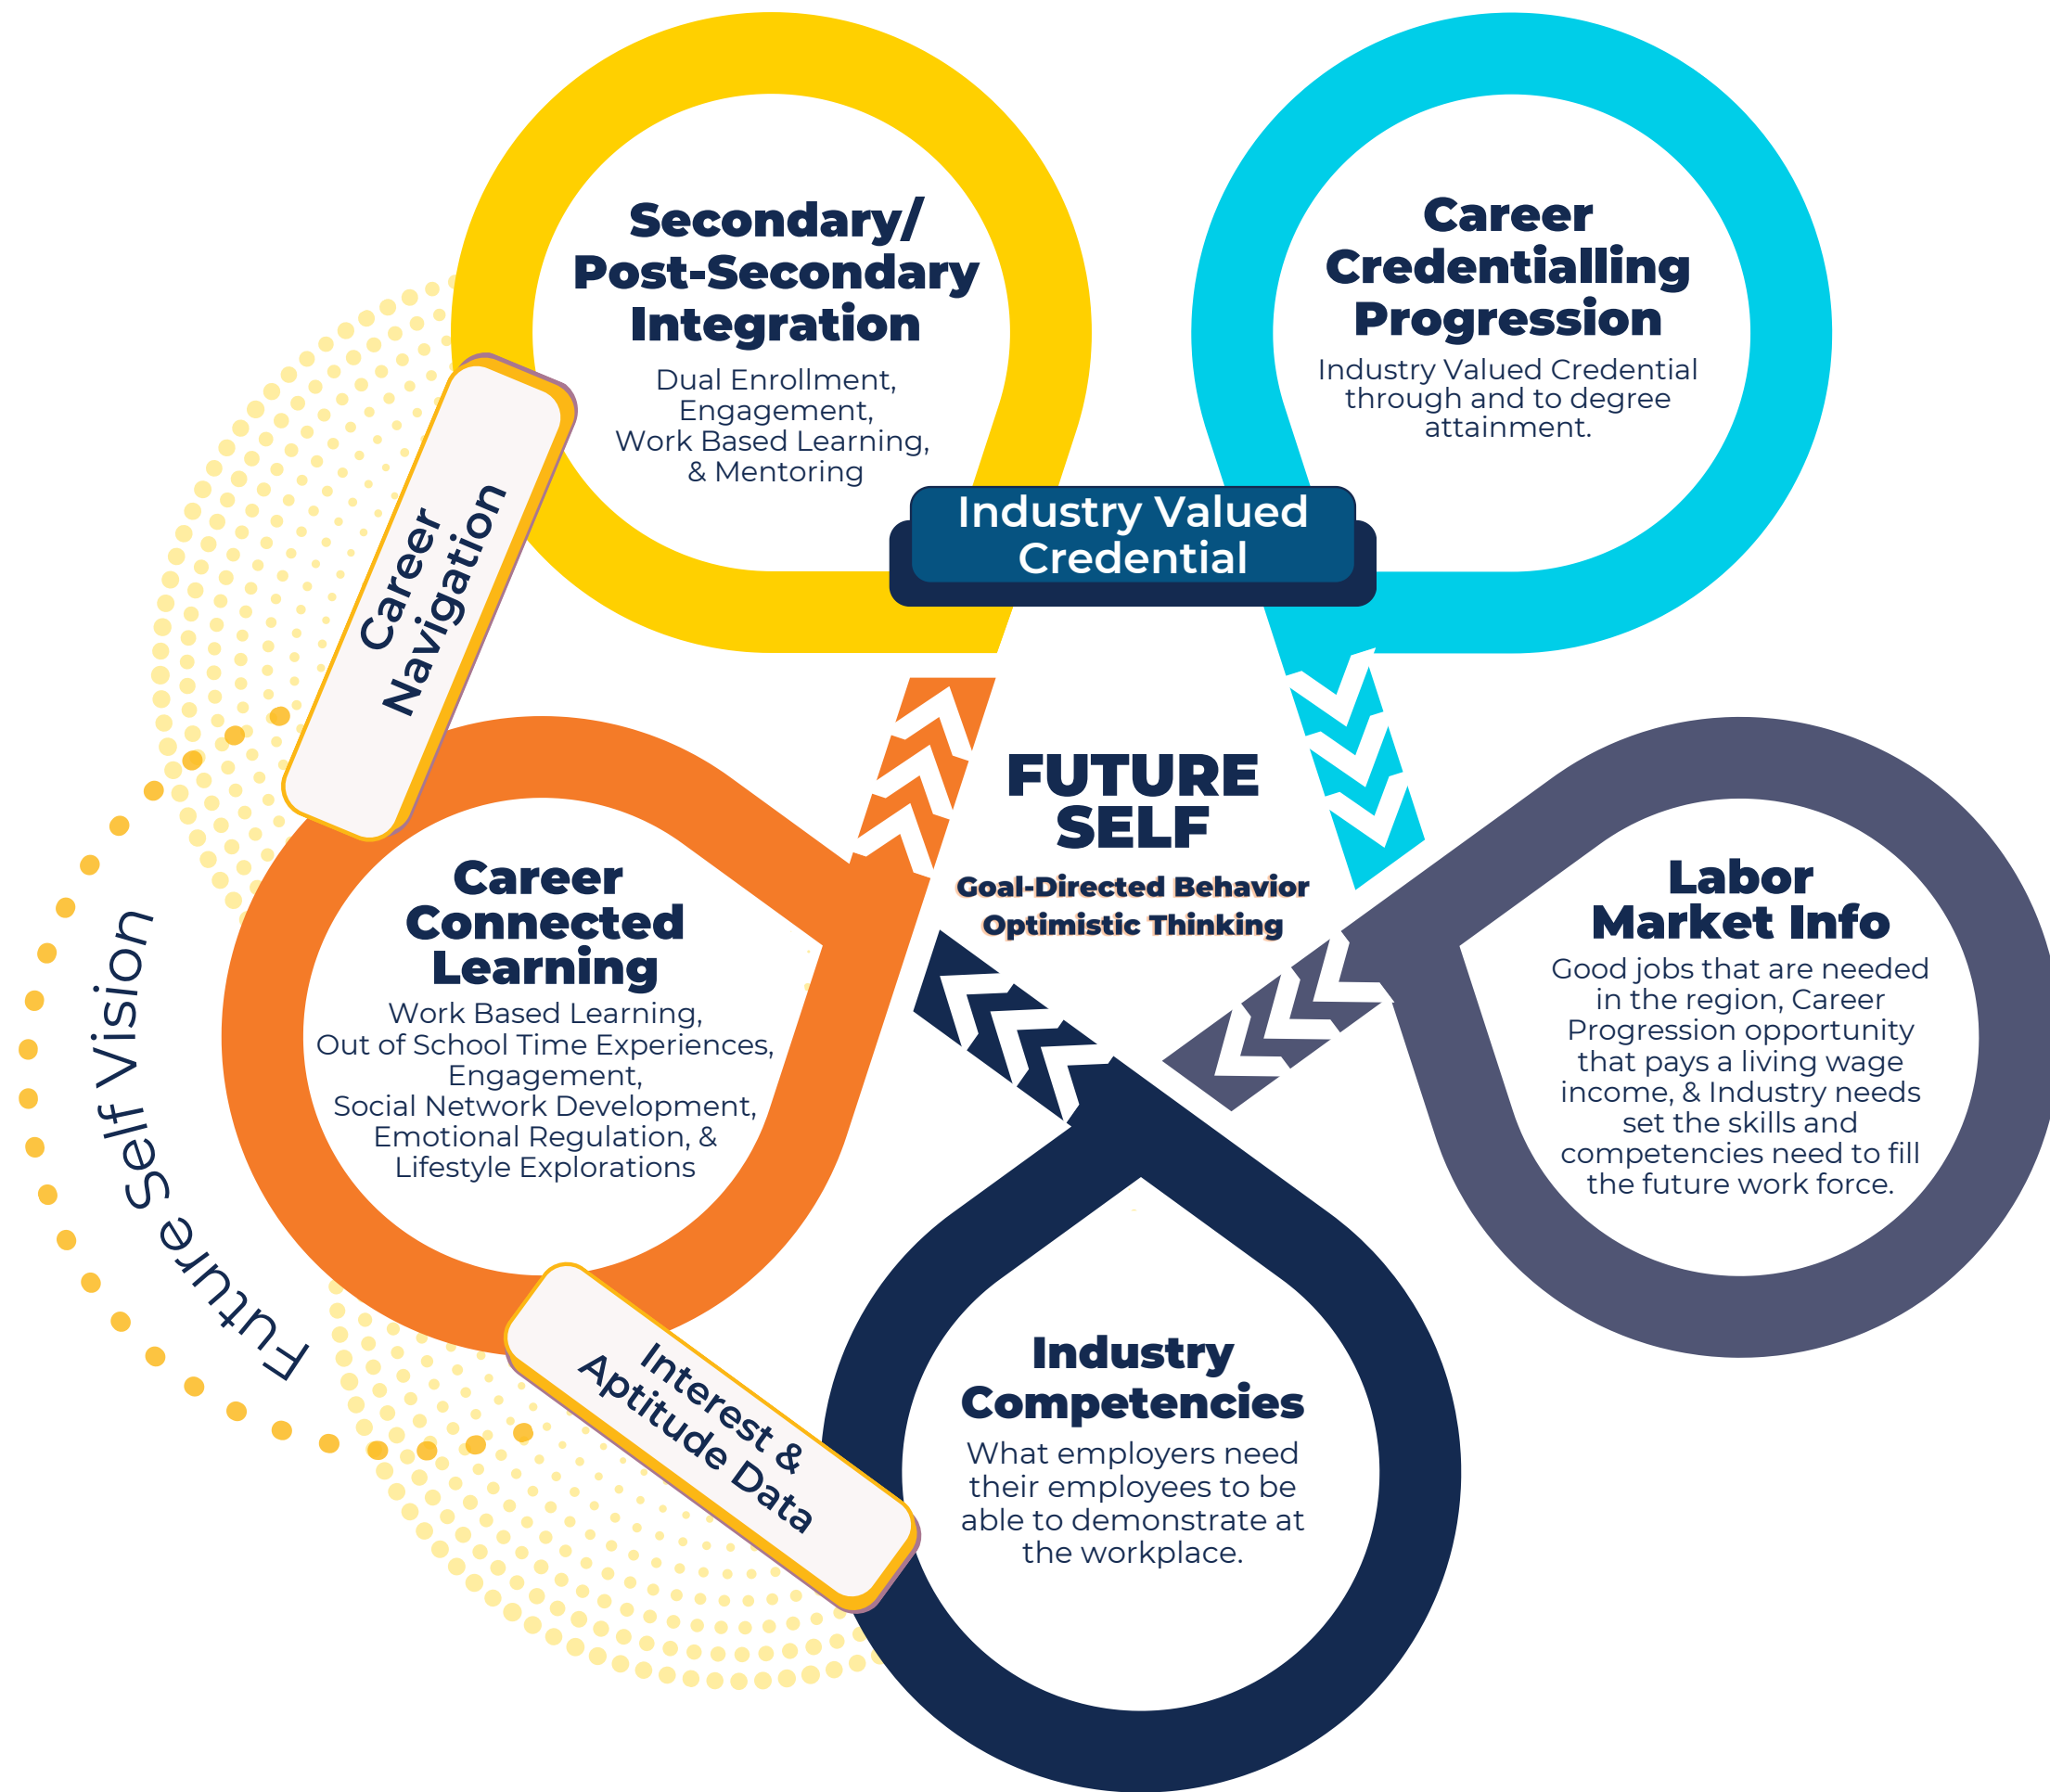 Secondary/
Post-Secondary
Integration
Dual Enrollment,
Engagement,
Work Based Learning,
& Mentoring
Career
Credentialling
Progression
Industry Valued Credential
through and to degree
attainment.
Industry Valued
Credential
Career
Navigation
FUTURE
SELF
Goal-Directed Behavior
Optimistic Thinking
Career
Connected
Learning
Work Based Learning,
Out of School Time Experiences,
Engagement,
Social Network Development,
Emotional Regulation, &
Lifestyle Explorations
Labor
Market Info
Good jobs that are needed
in the region, Career
Progression opportunity
that pays a living wage
income, & Industry needs
set the skills and
competencies need to fill
the future work force.
Future Self Vision
Interest &
Aptitude Data
Industry
Competencies
What employers need
their employees to be
able to demonstrate at
the workplace.